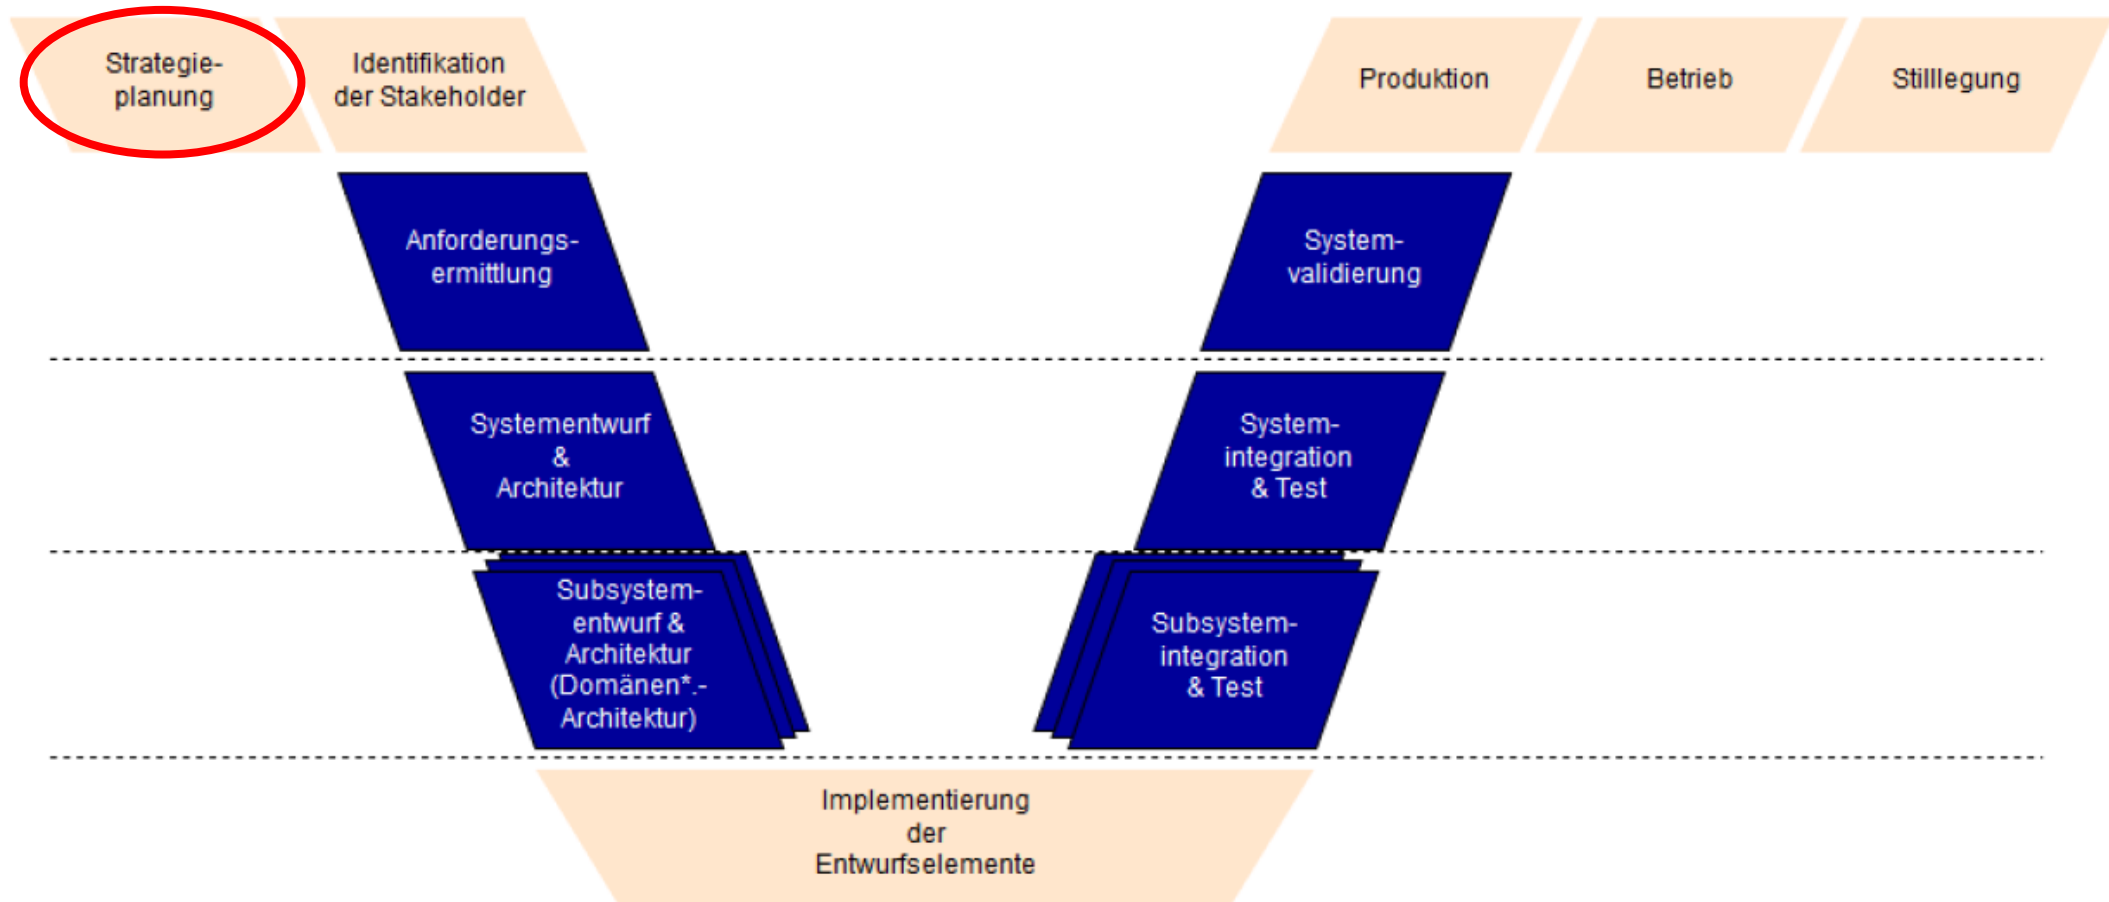 Strategie-
planung
Identifikation
der Stakeholder
Produktion
Betrieb
Stilllegung
Anforderungs-
ermittlung
System-
validierung
Systementwurf
&
Architektur
System-
integration
& Test
Subsystem-
entwurf &
Architektur
(Domänen*.-
Architektur)
Subsystem-
integration
& Test
Implementierung
der
Entwurfselemente